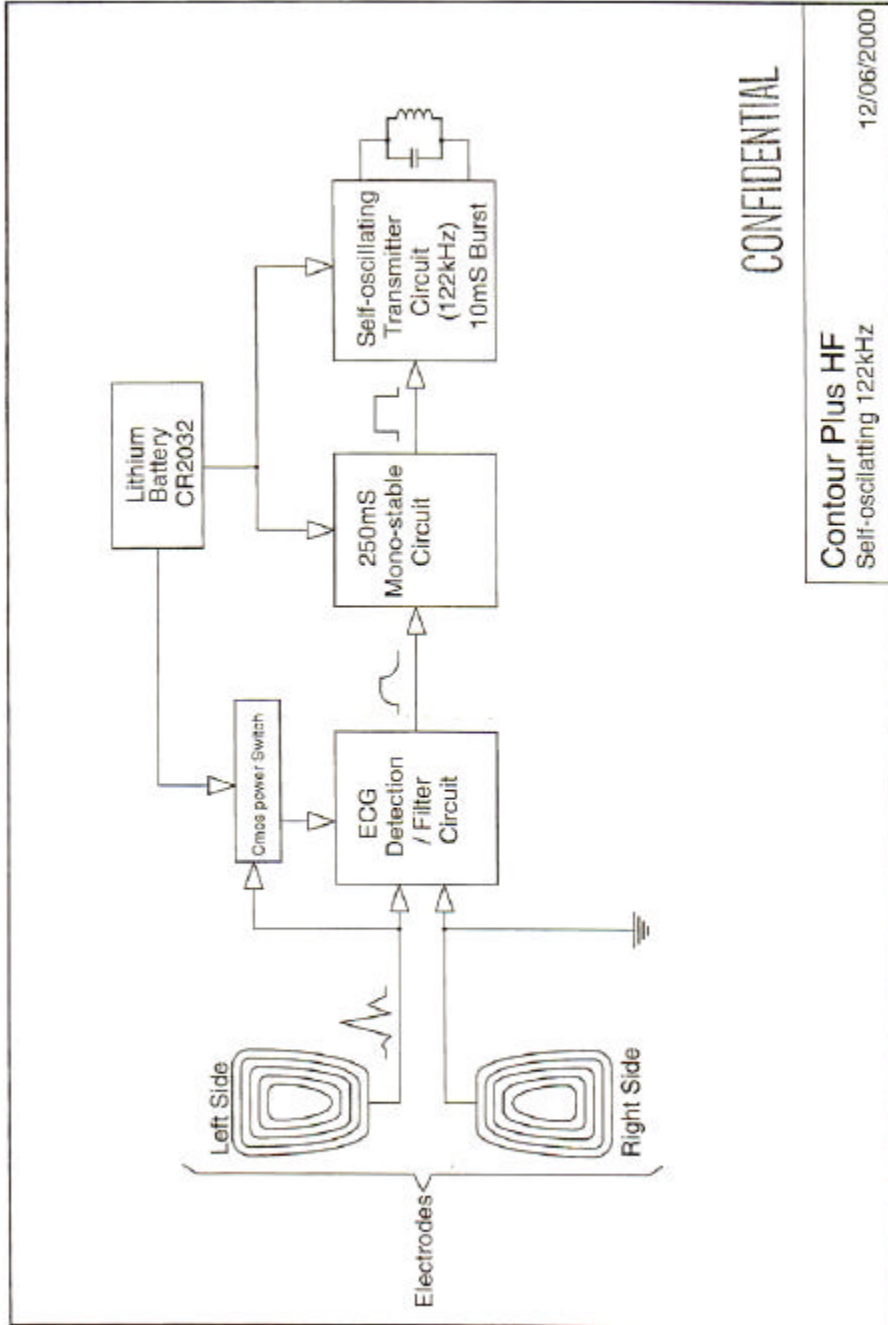 Electrodes
Left Side
Right Side
Cmos power Switch
ECG
Detection
/ Filter
Circuit
Lithium
Battery
CR2032
250mS
Mono-stable
Circuit
Self-oscillating
Transmitter
Circuit
(122kHz)
10mS Burst
CONFIDENTIAL
Contour Plus HF
Self-oscilatting 122kHz
12/06/2000